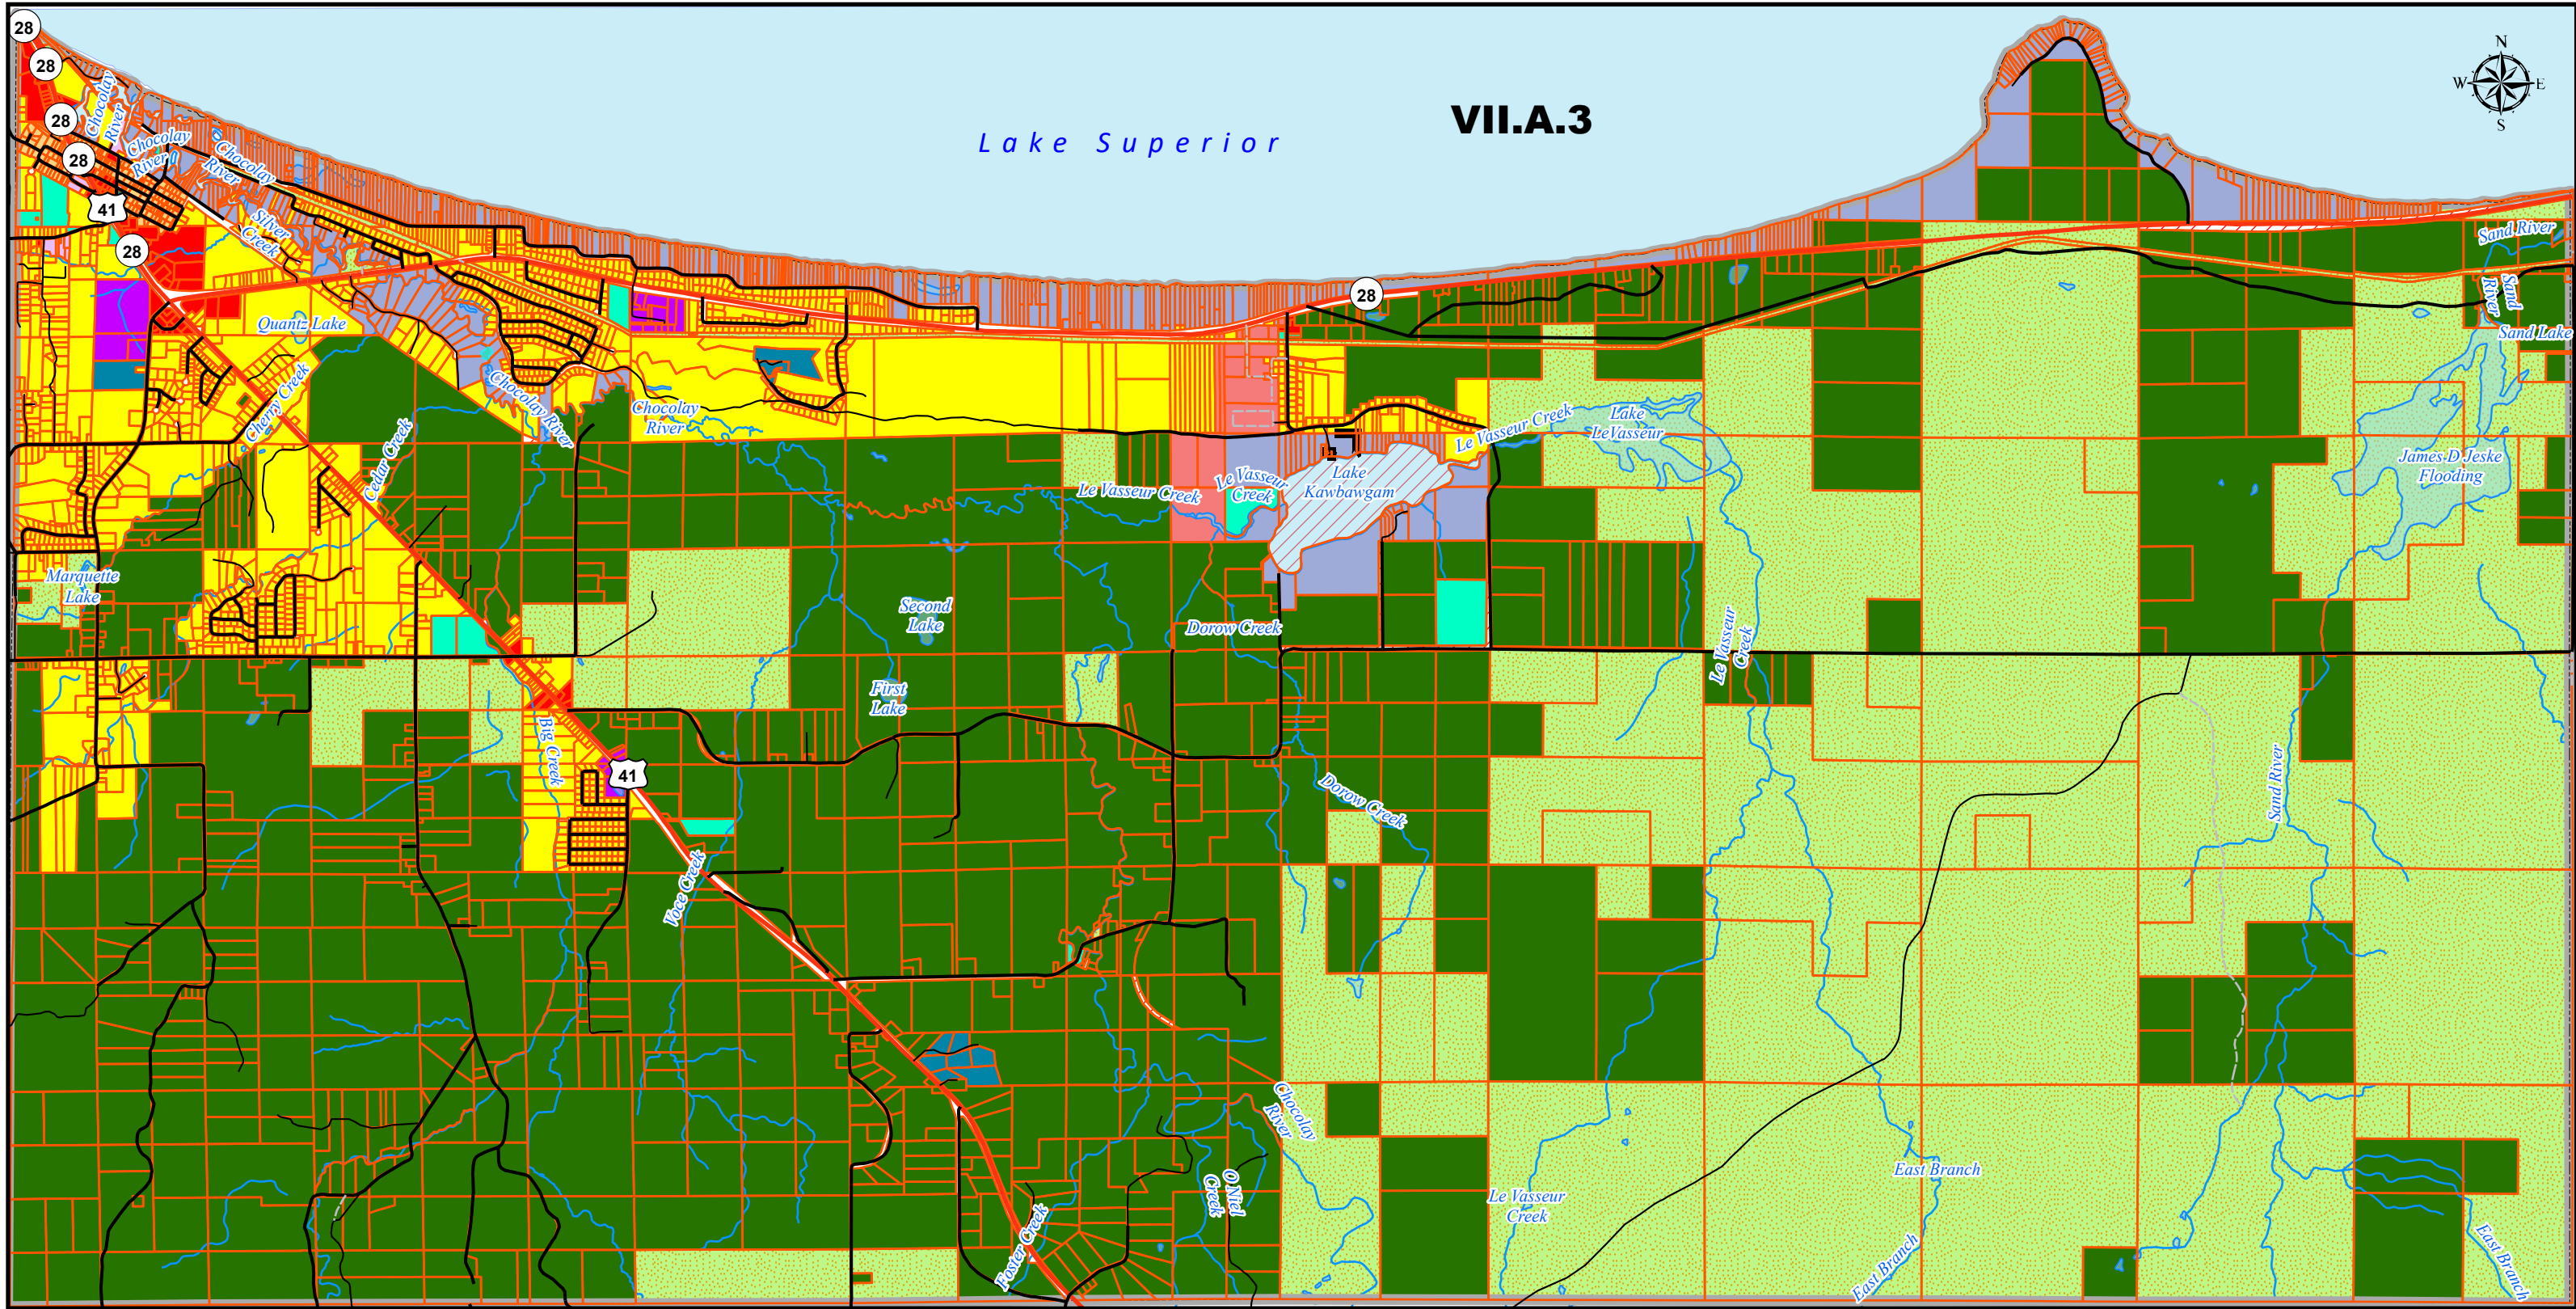 28
28
28
28
41
28
Chocolay
River
Chocolay
River
Chocolay
River
Silver
Creek
Lake Superior
VII.A.3
N
W
E
S
28
Quantz Lake
Cherry Creek
Cedar Creek
Chocolay River
Chocolay
River
Le Vasseur Creek
Le Vasseur
Creek
Lake
Kawbawgam
Le Vasseur Creek
Lake
LeVasseur
Sand River
Sand
River
Sand Lake
James D Jeske
Flooding
Marquette
Lake
Second
Lake
First
Lake
Dorow Creek
Le Vasseur
Creek
Big Creek
41
Dorow Creek
Sand River
Voce Creek
Chocolay
River
O Niel
Creek
Foster Creek
Le Vasseur
Creek
East Branch
East Branch
East Branch